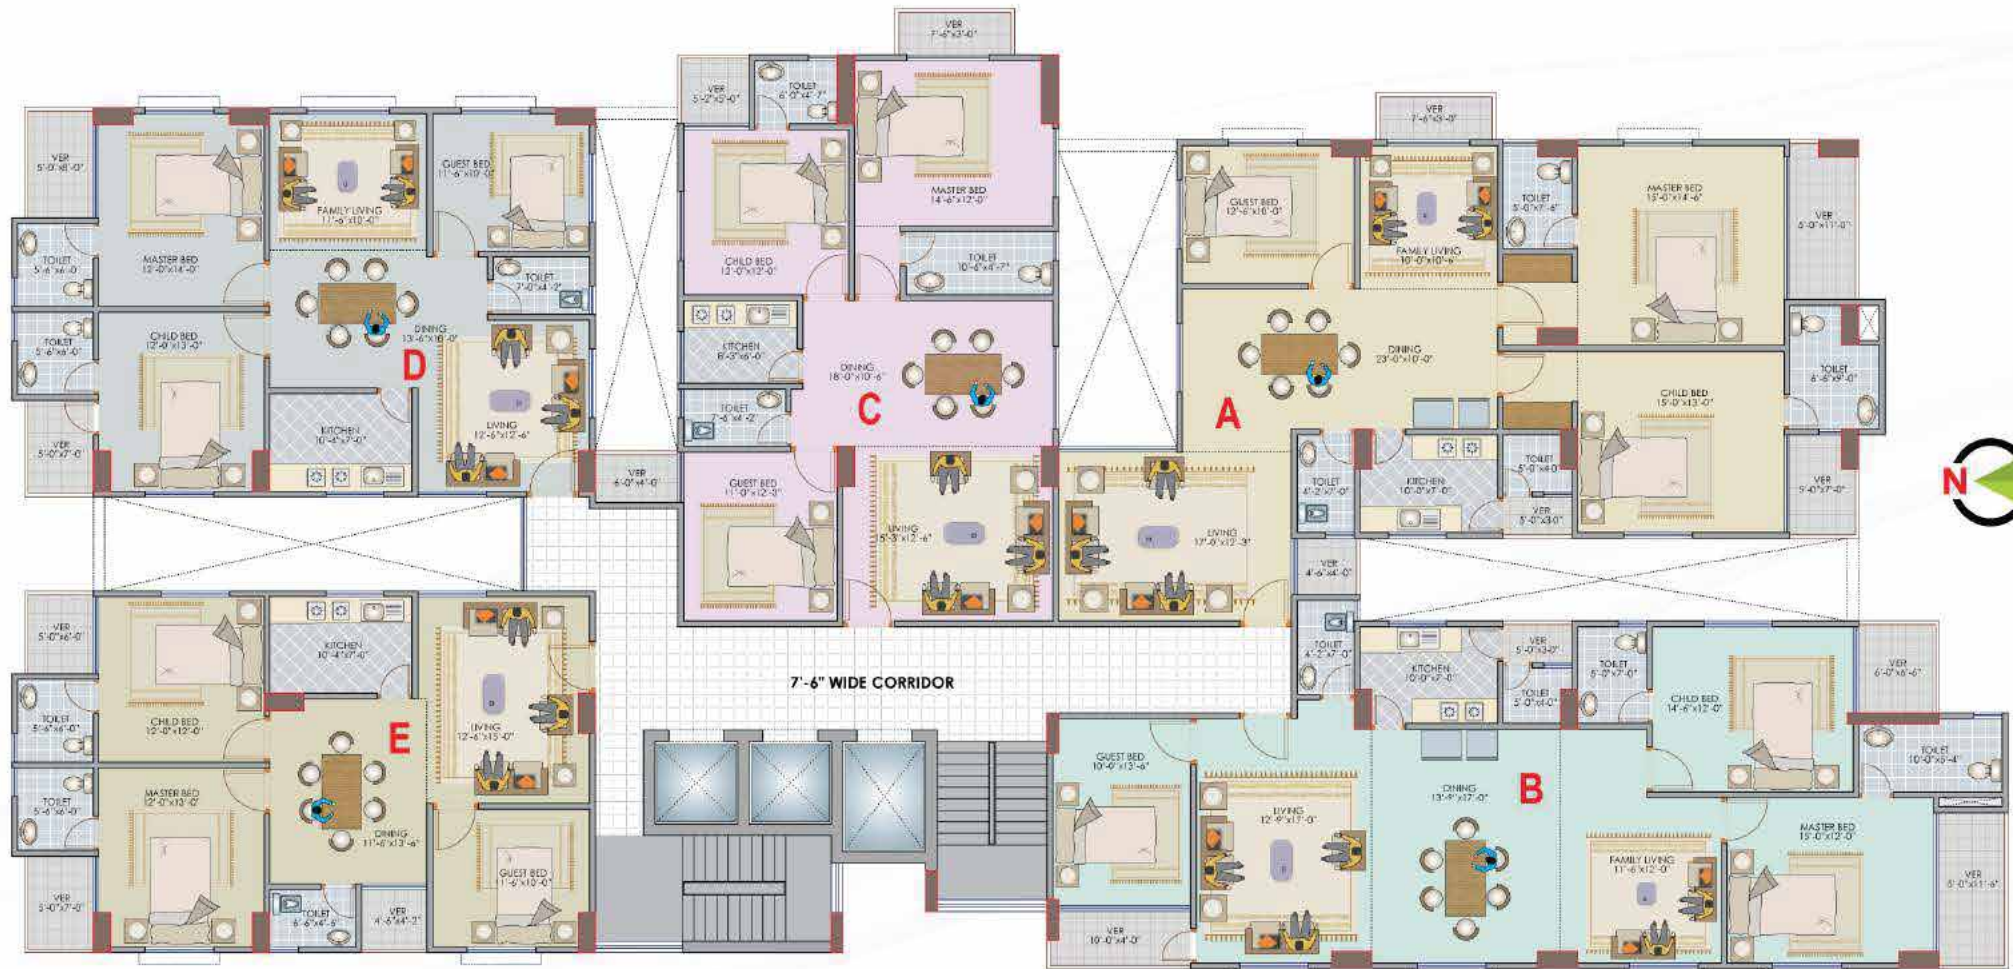 VER
7'-6"x3'-0"
VER
5'-2"x5'-0"
TOILET
6'-0"x4'-7"
MASTER BED
14'-6"x12'-0"
CHILD BED
12'-0"x12'-0"
TOILET
10'-6"x4'-7"
KITCHEN
8'-3"x6'-0"
DINING
18'-0"x10'-6"
TOILET
7'-6"x4'-2"
C
GUEST BED
11'-0"x12'-0"
LIVING
15'-3"x12'-6"
VER
6'-0"x4'-0"
VER
5'-0"x8'-0"
MASTER BED
12'-0"x14'-0"
FAMILY LIVING
11'-6"x10'-0"
GUEST BED
11'-6"x10'-0"
TOILET
5'-6"x6'-0"
TOILET
7'-0"x4'-2"
TOILET
5'-6"x6'-0"
CHILD BED
12'-0"x13'-0"
DINING
13'-6"x10'-0"
D
VER
5'-0"x7'-0"
KITCHEN
10'-4"x7'-0"
LIVING
12'-6"x12'-6"
VER
7'-6"x3'-0"
GUEST BED
12'-6"x10'-0"
FAMILY LIVING
10'-0"x10'-6"
TOILET
5'-0"x7'-6"
MASTER BED
15'-0"x14'-6"
VER
5'-0"x11'-0"
DINING
23'-0"x10'-0"
A
CHILD BED
15'-0"x13'-0"
TOILET
6'-6"x9'-0"
TOILET
4'-2"x7'-0"
KITCHEN
10'-0"x7'-0"
TOILET
5'-0"x4'-0"
VER
5'-0"x3'-0"
VER
5'-0"x7'-0"
LIVING
17'-0"x12'-3"
VER
4'-6"x4'-0"
N
VER
5'-0"x6'-0"
CHILD BED
12'-0"x12'-0"
KITCHEN
10'-4"x7'-0"
LIVING
12'-6"x15'-0"
E
TOILET
5'-6"x6'-0"
TOILET
5'-6"x6'-0"
MASTER BED
12'-0"x13'-0"
DINING
11'-6"x13'-6"
VER
5'-0"x7'-0"
TOILET
6'-6"x4'-6"
VER
4'-6"x4'-2"
GUEST BED
11'-6"x10'-0"
7'-6" WIDE CORRIDOR
TOILET
4'-2"x7'-0"
KITCHEN
10'-0"x7'-0"
VER
5'-0"x3'-0"
TOILET
5'-0"x4'-0"
TOILET
5'-0"x7'-0"
CHILD BED
14'-6"x12'-0"
VER
6'-0"x6'-6"
TOILET
10'-0"x5'-4"
GUEST BED
10'-0"x13'-6"
LIVING
12'-9"x17'-0"
DINING
13'-9"x17'-0"
B
FAMILY LIVING
11'-6"x12'-0"
MASTER BED
15'-0"x12'-0"
VER
5'-0"x11'-6"
VER
10'-0"x4'-0"